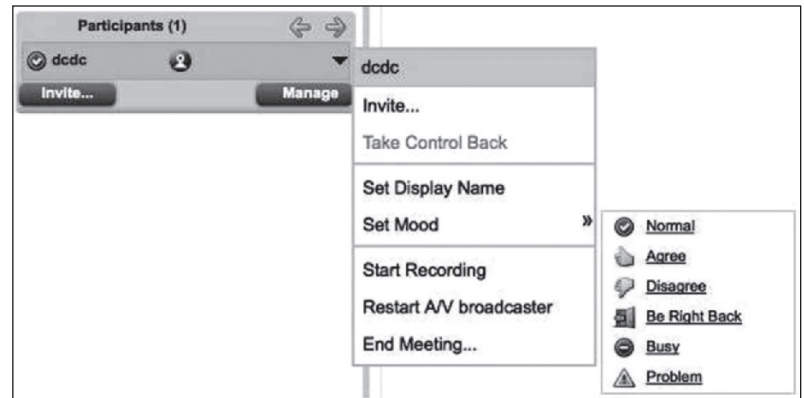 Participants (1)
dcdc
Invite...
Manage
dcdc
Invite...
Take Control Back
Set Display Name
Set Mood »
Start Recording
Restart A/V broadcaster
End Meeting...
Normal
Agree
Disagree
Be Right Back
Busy
Problem